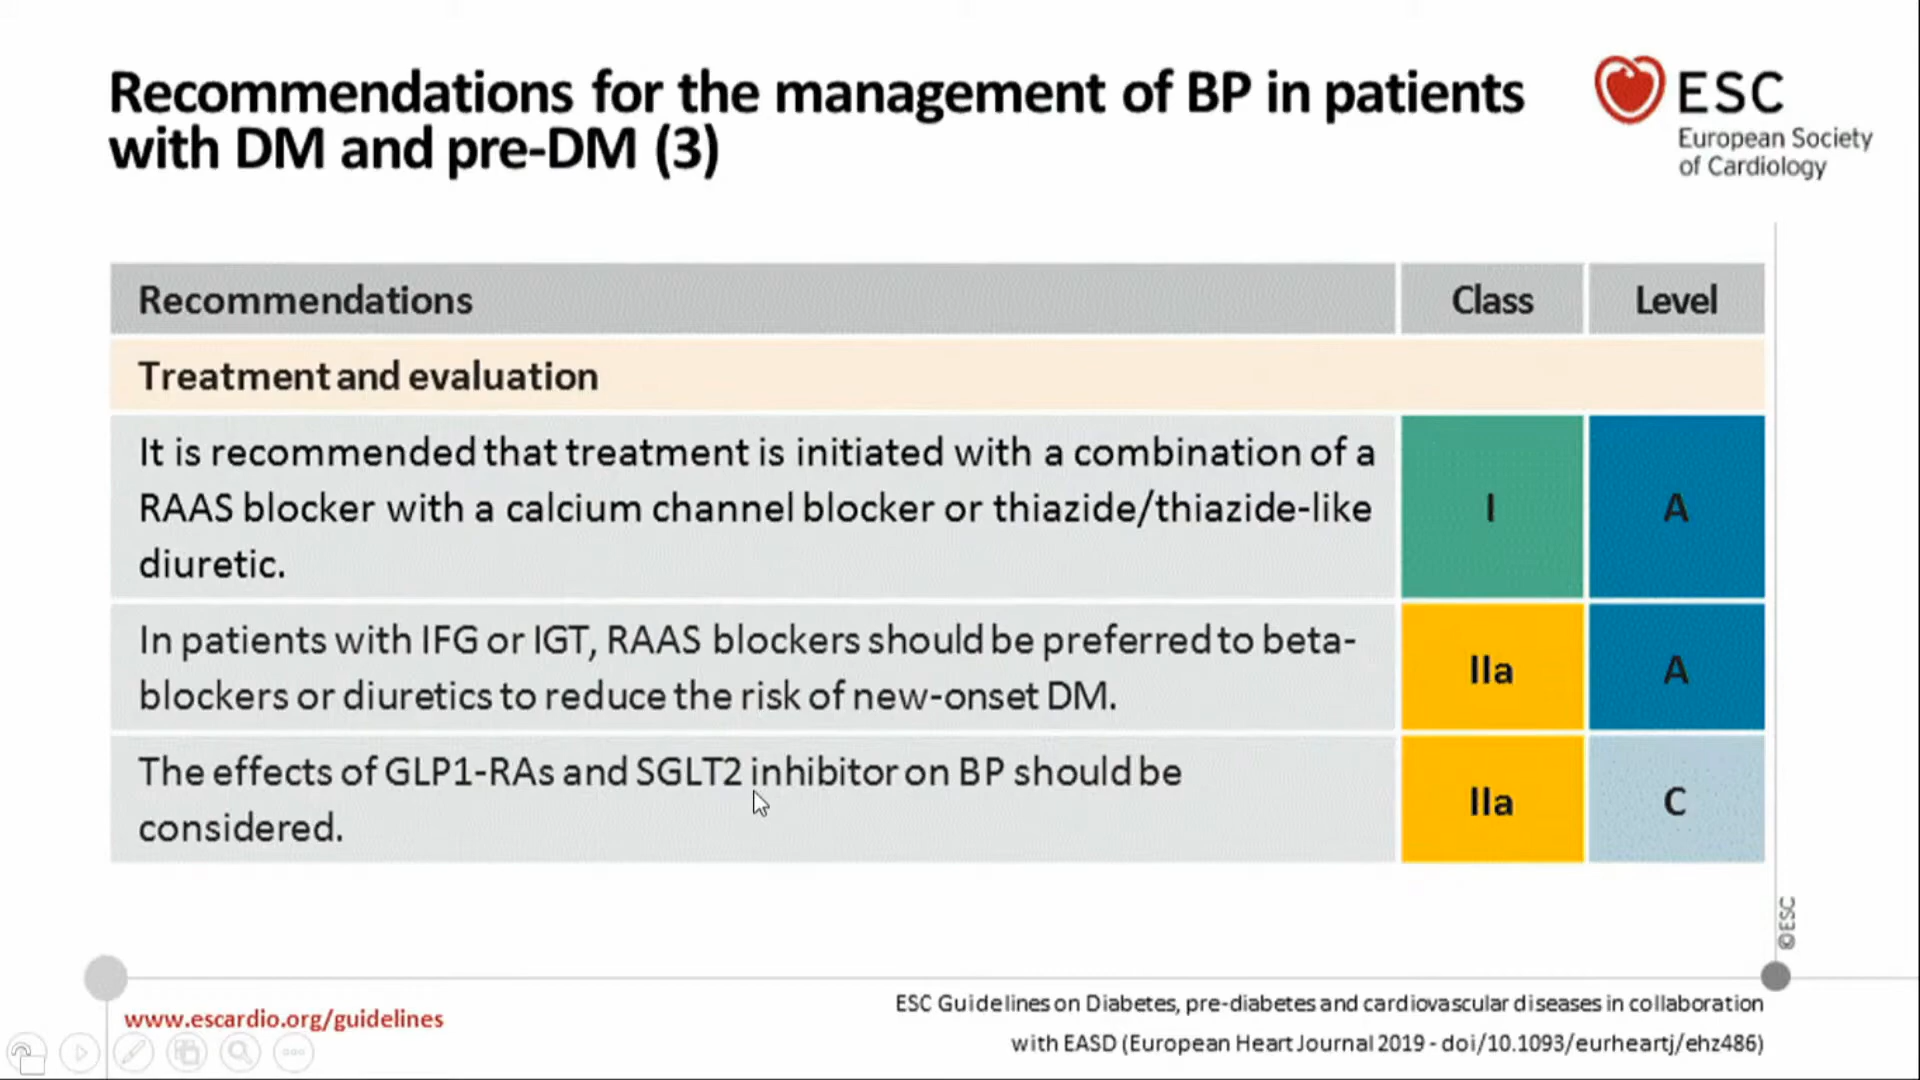 Recommendations for the management of BP in patients
with DM and pre-DM (3)
ESC
European Society
of Cardiology
Recommendations
Class
Level
Treatment and evaluation
It is recommended that treatment is initiated with a combination of a
RAAS blocker with a calcium channel blocker or thiazide/thiazide-like
diuretic.
I
A
In patients with IFG or IGT, RAAS blockers should be preferred to beta-
blockers or diuretics to reduce the risk of new-onset DM.
IIa
A
The effects of GLP1-RAs and SGLT2 inhibitor on BP should be
considered.
IIa
C
©ESC
www.escardio.org/guidelines
ESC Guidelines on Diabetes, pre-diabetes and cardiovascular diseases in collaboration
with EASD (European Heart Journal 2019 - doi/10.1093/eurheartj/ehz486)